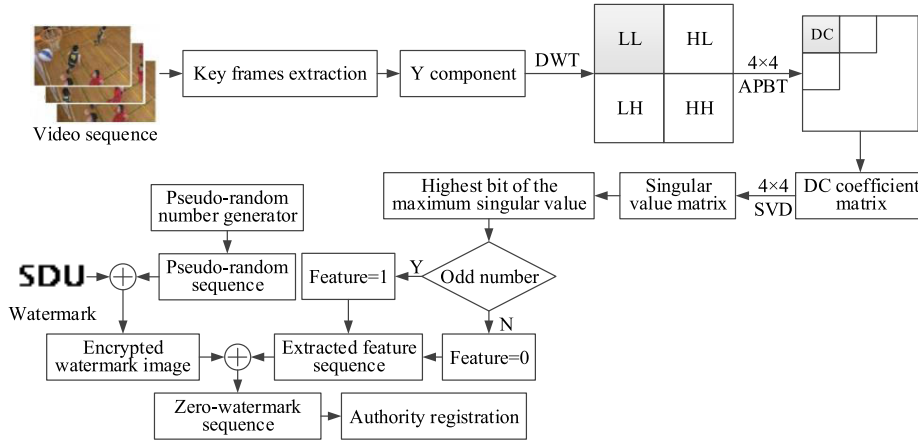 Video sequence
Key frames extraction
Y component
DWT
LL
HL
LH
HH
4×4
APBT
DC
DC coefficient
matrix
4×4
SVD
Singular
value matrix
Highest bit of the
maximum singular value
Odd number
Y
Feature=1
N
Feature=0
Pseudo-random
number generator
Pseudo-random
sequence
SDU
Watermark
Encrypted
watermark image
Extracted feature
sequence
Zero-watermark
sequence
Authority registration